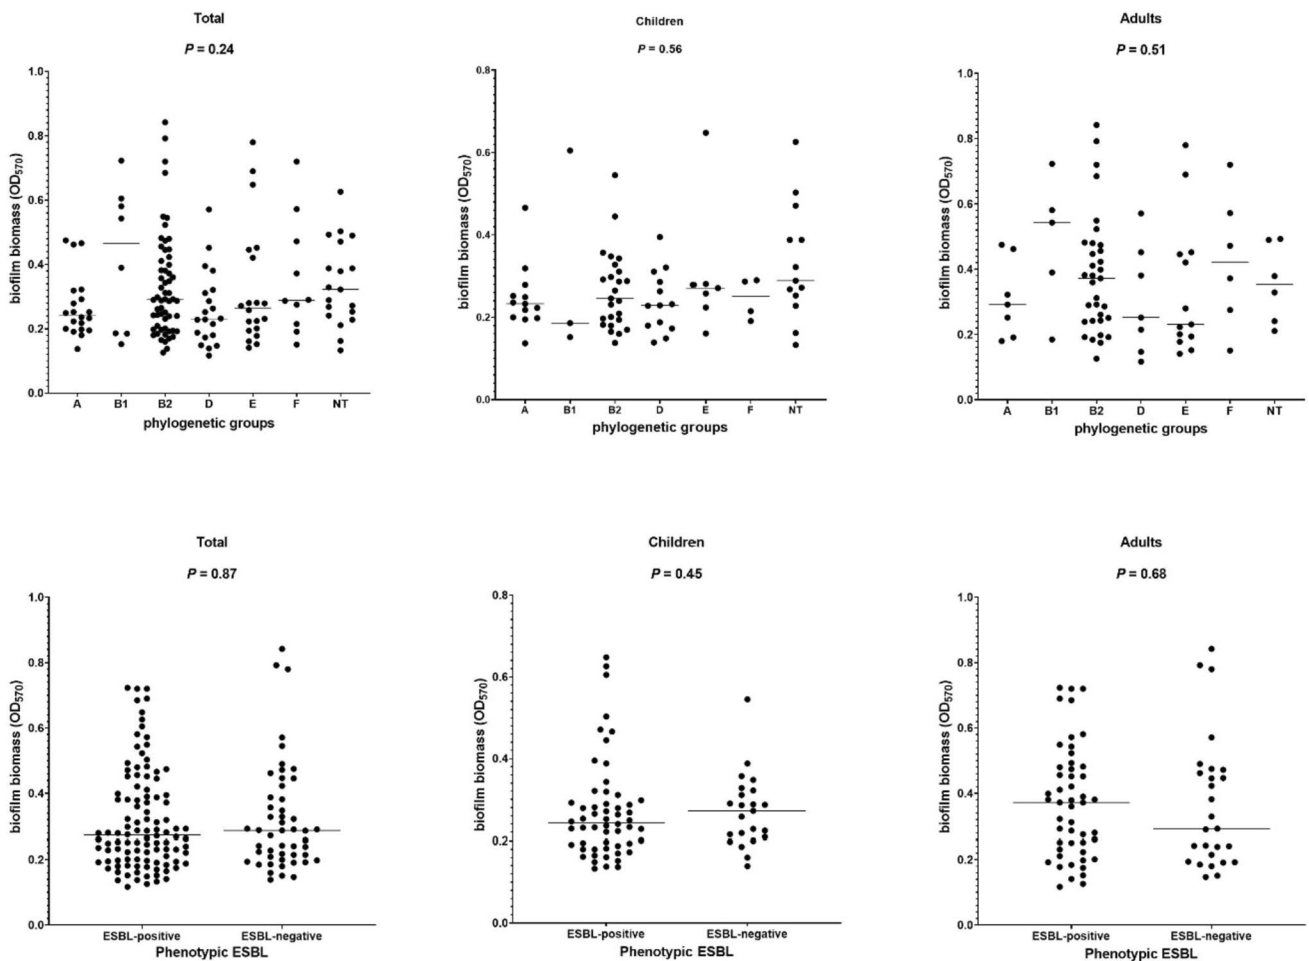 Total
P = 0.24
biofilm biomass (OD570)
1.0
0.8
0.6
0.4
0.2
0.0
A B1 B2 D E F NT
phylogenetic groups
Children
P = 0.56
biofilm biomass (OD570)
0.8
0.6
0.4
0.2
0.0
A B1 B2 D E F NT
phylogenetic groups
Adults
P = 0.51
biofilm biomass (OD570)
1.0
0.8
0.6
0.4
0.2
0.0
A B1 B2 D E F NT
phylogenetic groups
Total
P = 0.87
biofilm biomass (OD570)
1.0
0.8
0.6
0.4
0.2
0.0
ESBL-positive ESBL-negative
Phenotypic ESBL
Children
P = 0.45
biofilm biomass (OD570)
0.8
0.6
0.4
0.2
0.0
ESBL-positive ESBL-negative
Phenotypic ESBL
Adults
P = 0.68
biofilm biomass (OD570)
1.0
0.8
0.6
0.4
0.2
0.0
ESBL-positive ESBL-negative
Phenotypic ESBL